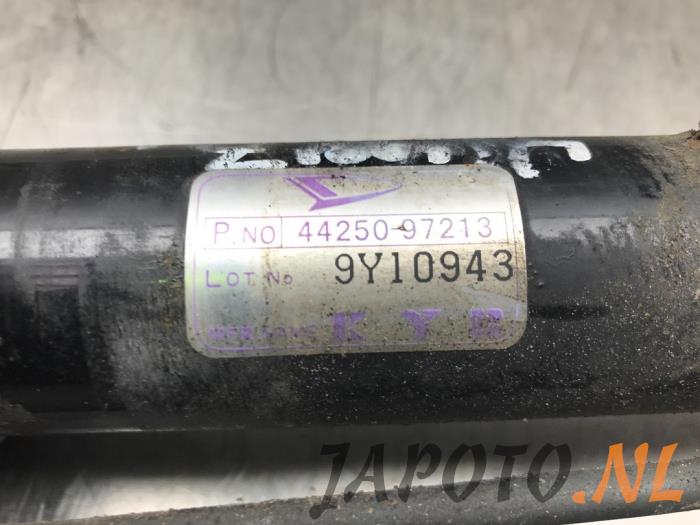 P.NO 44250-97213
LOT No 9Y10943
KYB
JAPOTO.NL